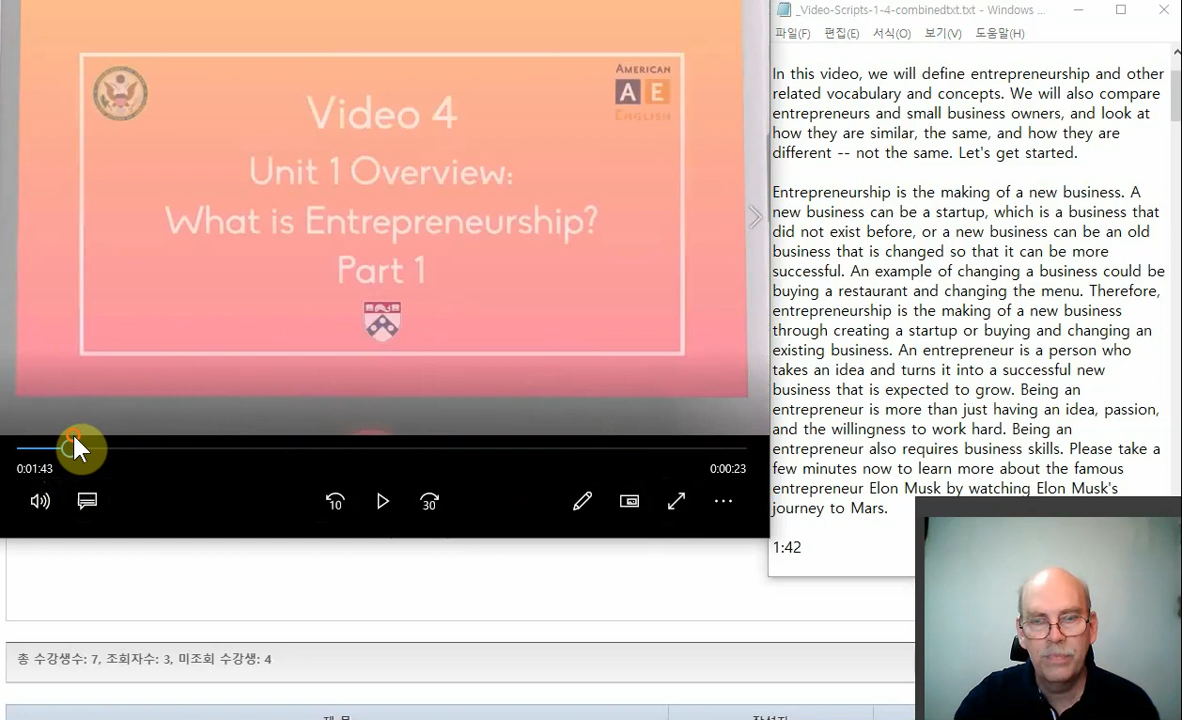 AMERICAN
A E
ENGLISH
Video 4
Unit 1 Overview:
What is Entrepreneurship?
Part 1
0:01:43
0:00:23
10
30
_Video-Scripts-1-4-combinedtxt.txt - Windows ...
파일(F) 편집(E) 서식(O) 보기(V) 도움말(H)
In this video, we will define entrepreneurship and other
related vocabulary and concepts. We will also compare
entrepreneurs and small business owners, and look at
how they are similar, the same, and how they are
different -- not the same. Let's get started.
Entrepreneurship is the making of a new business. A
new business can be a startup, which is a business that
did not exist before, or a new business can be an old
business that is changed so that it can be more
successful. An example of changing a business could be
buying a restaurant and changing the menu. Therefore,
entrepreneurship is the making of a new business
through creating a startup or buying and changing an
existing business. An entrepreneur is a person who
takes an idea and turns it into a successful new
business that is expected to grow. Being an
entrepreneur is more than just having an idea, passion,
and the willingness to work hard. Being an
entrepreneur also requires business skills. Please take a
few minutes now to learn more about the famous
entrepreneur Elon Musk by watching Elon Musk's
journey to Mars.
1:42
총 수강생수: 7, 조회자수: 3, 미조회 수강생: 4
제 목
작성자